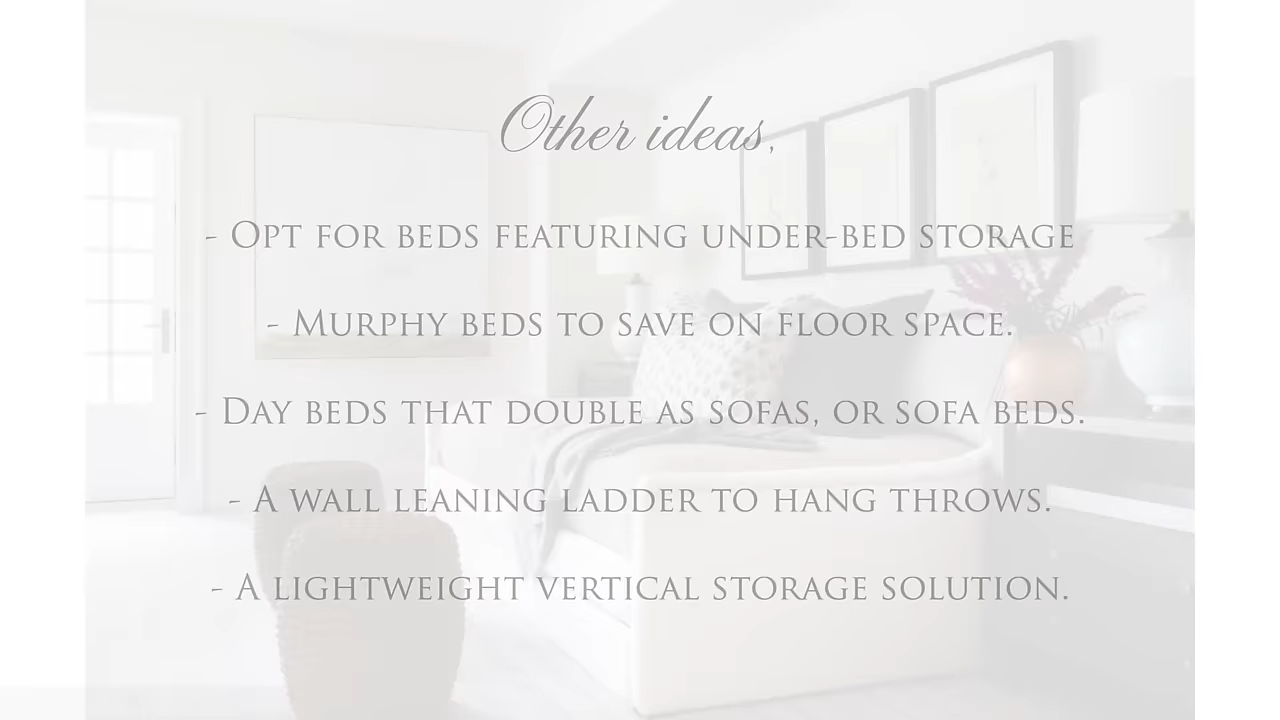 Other ideas,
- Opt for beds featuring under-bed storage
- Murphy beds to save on floor space.
- Day beds that double as sofas, or sofa beds.
- A wall leaning ladder to hang throws.
- A lightweight vertical storage solution.